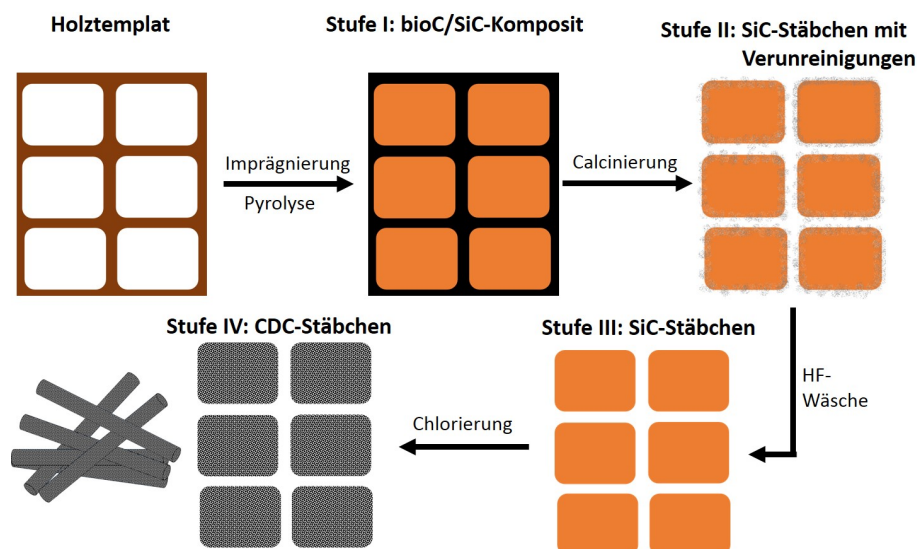 Holztemplat
Stufe I: bioC/SiC-Komposit
Stufe II: SiC-Stäbchen mit
Verunreinigungen
Imprägnierung
Pyrolyse
Calcinierung
HF-
Wäsche
Stufe III: SiC-Stäbchen
Chlorierung
Stufe IV: CDC-Stäbchen